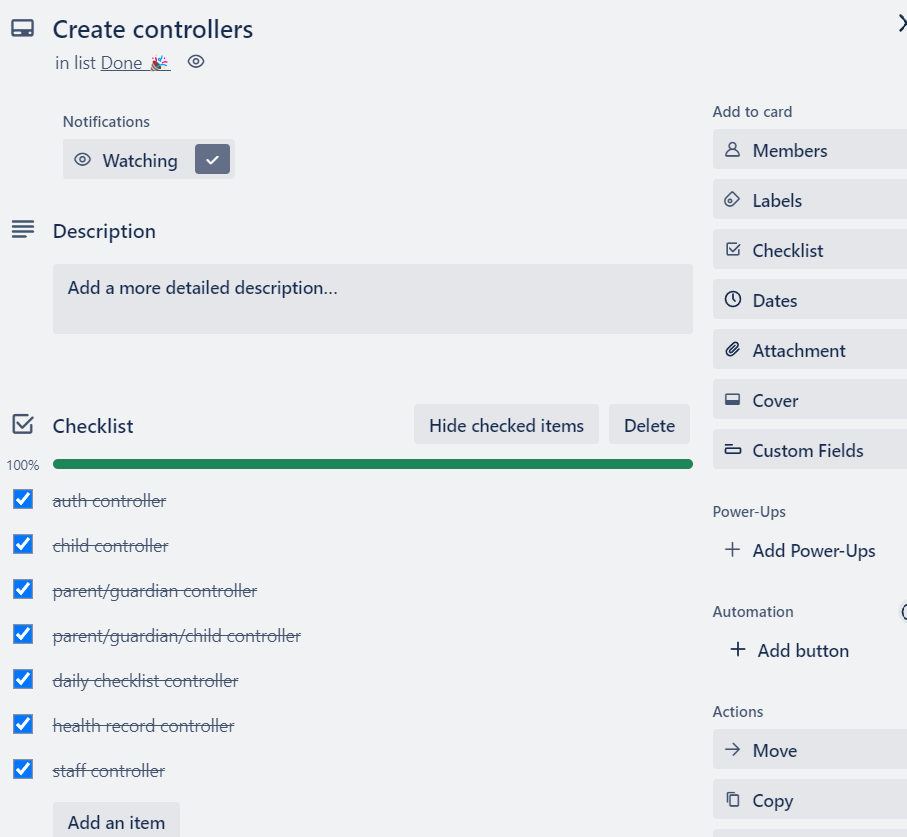 Create controllers
in list Done 🎉
Notifications
Watching
Description
Add a more detailed description...
Checklist
Hide checked items
Delete
100%
auth controller
child controller
parent/guardian controller
parent/guardian/child controller
daily checklist controller
health record controller
staff controller
Add an item
Add to card
Members
Labels
Checklist
Dates
Attachment
Cover
Custom Fields
Power-Ups
+ Add Power-Ups
Automation
+ Add button
Actions
Move
Copy